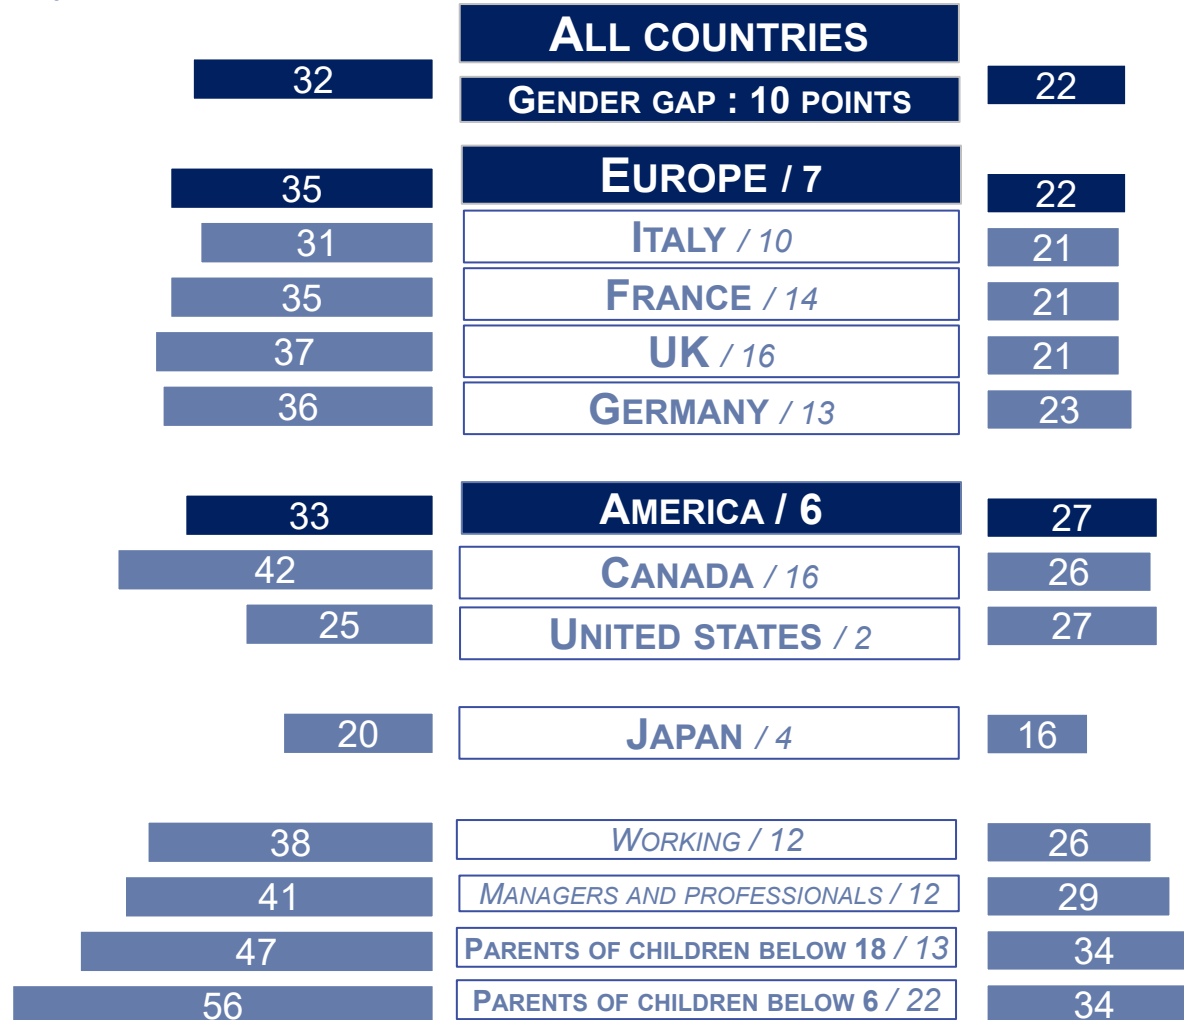 ALL COUNTRIES
32
GENDER GAP : 10 POINTS
22
35 EUROPE / 7 22
31 ITALY / 10 21
35 FRANCE / 14 21
37 UK / 16 21
36 GERMANY / 13 23
33 AMERICA / 6 27
42 CANADA / 16 26
25 UNITED STATES / 2 27
20 JAPAN / 4 16
38 WORKING / 12 26
41 MANAGERS AND PROFESSIONALS / 12 29
47 PARENTS OF CHILDREN BELOW 18 / 13 34
56 PARENTS OF CHILDREN BELOW 6 / 22 34